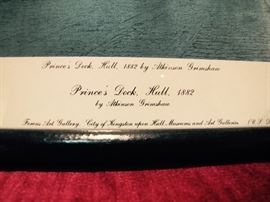 Prince's Dock, Hull, 1882 by Atkinson Grimshaw
Prince's Dock, Hull, 1882
by Atkinson Grimshaw
Ferens Art Gallery: City of Kingston upon Hull Museums and Art Galleries.